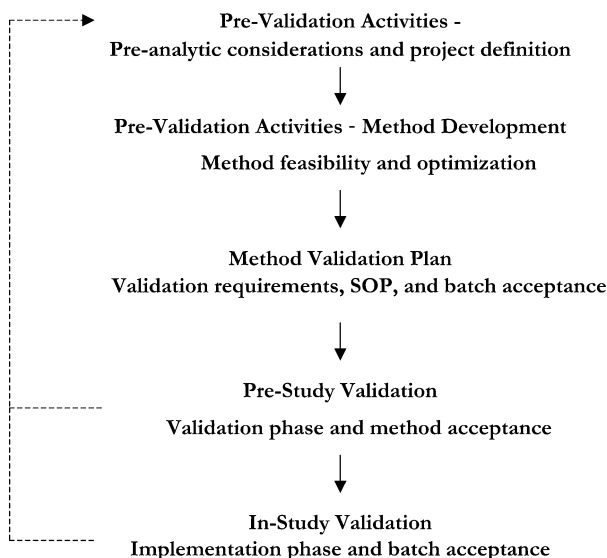 Pre-Validation Activities -
Pre-analytic considerations and project definition
Pre-Validation Activities - Method Development
Method feasibility and optimization
Method Validation Plan
Validation requirements, SOP, and batch acceptance
Pre-Study Validation
Validation phase and method acceptance
In-Study Validation
Implementation phase and batch acceptance